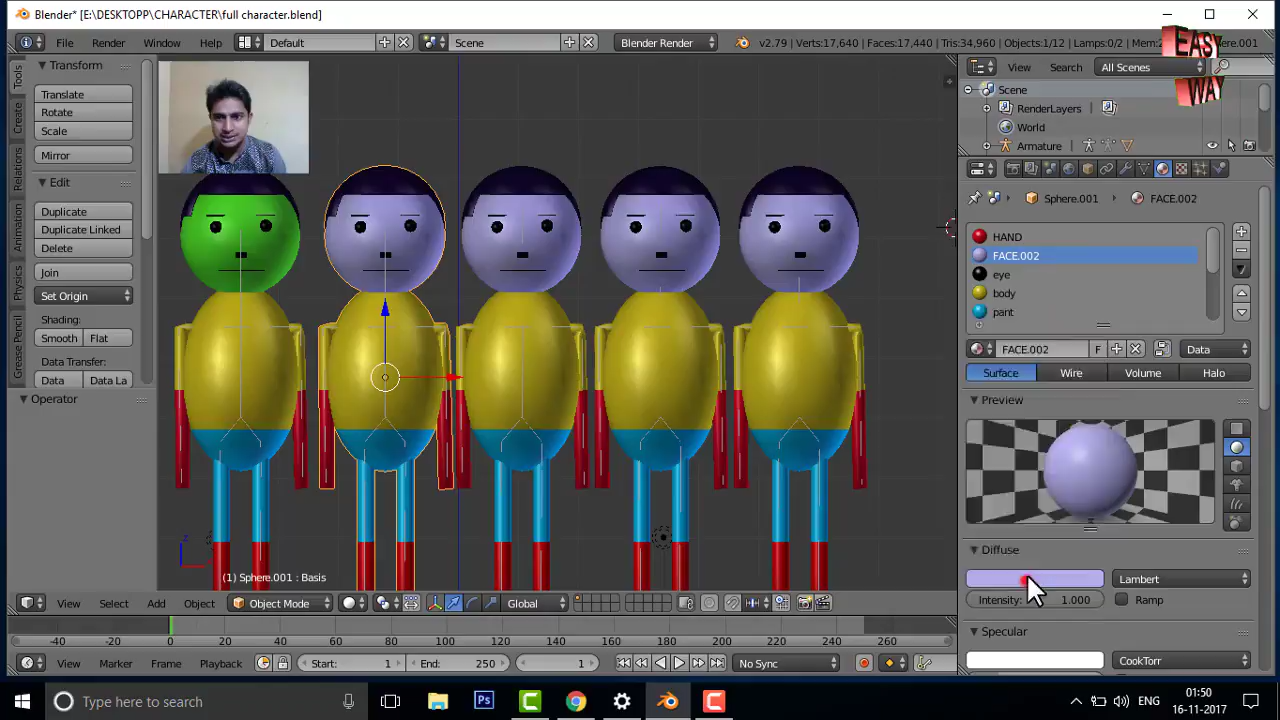 Blender* [E:\DESKTOPP\CHARACTER\full character.blend]
File Render Window Help Default Scene Blender Render v2.79 | Verts:17,640 | Faces:17,440 | Tris:34,960 | Objects:1/12 | Lamps:0/2 | Mem:
EASY
WAY
Tools
Create
Relations
Animation
Physics
Grease Pencil
Transform
Translate
Rotate
Scale
Mirror
Edit
Duplicate
Duplicate Linked
Delete
Join
Set Origin
Shading:
Smooth Flat
Data Transfer:
Data Data La
Operator
(1) Sphere.001 : Basis
View Select Add Object Object Mode Global
View Search All Scenes
Scene
RenderLayers
World
Armature
Sphere.001 FACE.002
HAND
FACE.002
eye
body
pant
FACE.002 F Data
Surface Wire Volume Halo
Preview
Diffuse
Lambert
Intensity: 1.000 Ramp
Specular
CookTorr
-40 -20 0 20 40 60 80 100 120 140 160 180 200 220 240 260
View Marker Frame Playback Start: 1 End: 250 1 No Sync
Type here to search
ENG
01:50
16-11-2017